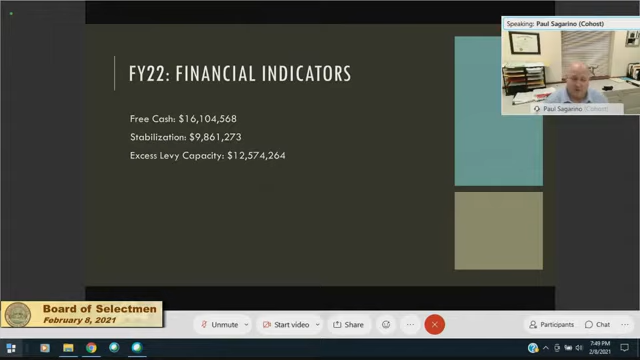 Speaking: Paul Sagarino (Cohost)
FY22: FINANCIAL INDICATORS
Paul Sagarino (Cohost)
Free Cash: $16,104,568
Stabilization: $9,861,273
Excess Levy Capacity: $12,574,264
Board of Selectmen
February 8, 2021
Unmute
Start video
Share
Participants
Chat
7:49 PM
2/8/2021